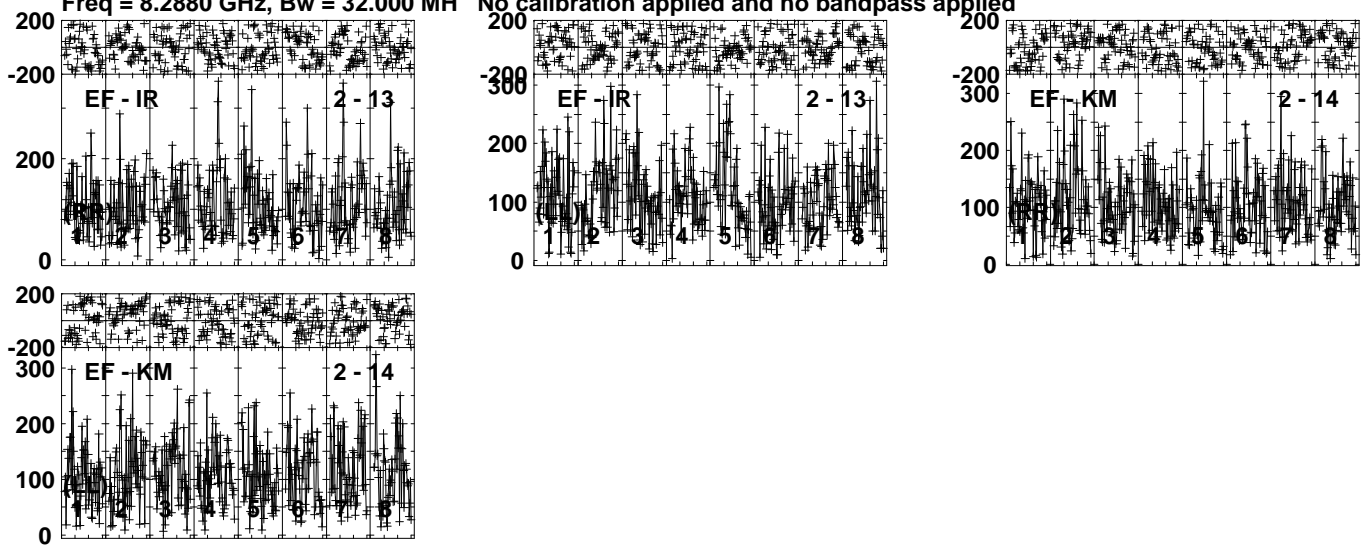 Freq = 8.2880 GHz, Bw = 32.000 MH No calibration applied and no bandpass applied
200
-200
EF - IR 2 - 13
200
(RR)
1 2 3 4 5 6 7 8
0
200
-200
300
EF - IR 2 - 13
200
100
(LL)
1 2 3 4 5 6 7 8
0
200
-200
300
EF - KM 2 - 14
200
100
(RR)
1 2 3 4 5 6 7 8
0
200
-200
300
EF - KM 2 - 14
200
100
(LL)
1 2 3 4 5 6 7 8
0